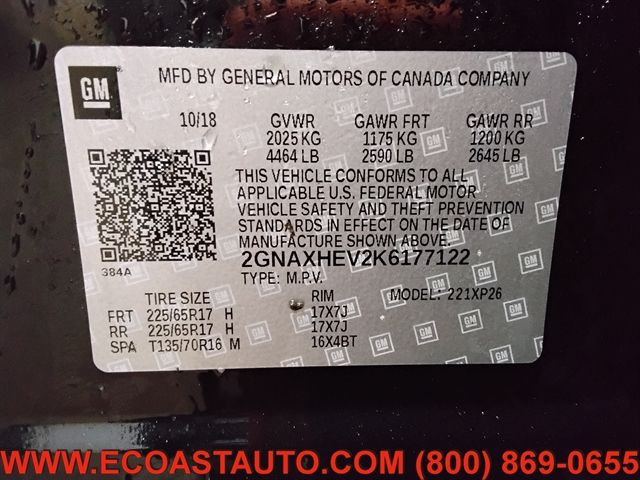 GM
MFD BY GENERAL MOTORS OF CANADA COMPANY
10/18 GVWR GAWR FRT GAWR RR
2025 KG 1175 KG 1200 KG
4464 LB 2590 LB 2645 LB
THIS VEHICLE CONFORMS TO ALL
APPLICABLE U.S. FEDERAL MOTOR
VEHICLE SAFETY AND THEFT PREVENTION
STANDARDS IN EFFECT ON THE DATE OF
MANUFACTURE SHOWN ABOVE.
384A
2GNAXHEV2K6177122
TYPE: M.P.V. MODEL: 221XP26
TIRE SIZE RIM
FRT 225/65R17 H 17X7J
RR 225/65R17 H 17X7J
SPA T135/70R16 M 16X4BT
WWW.ECOASTAUTO.COM (800) 869-0655